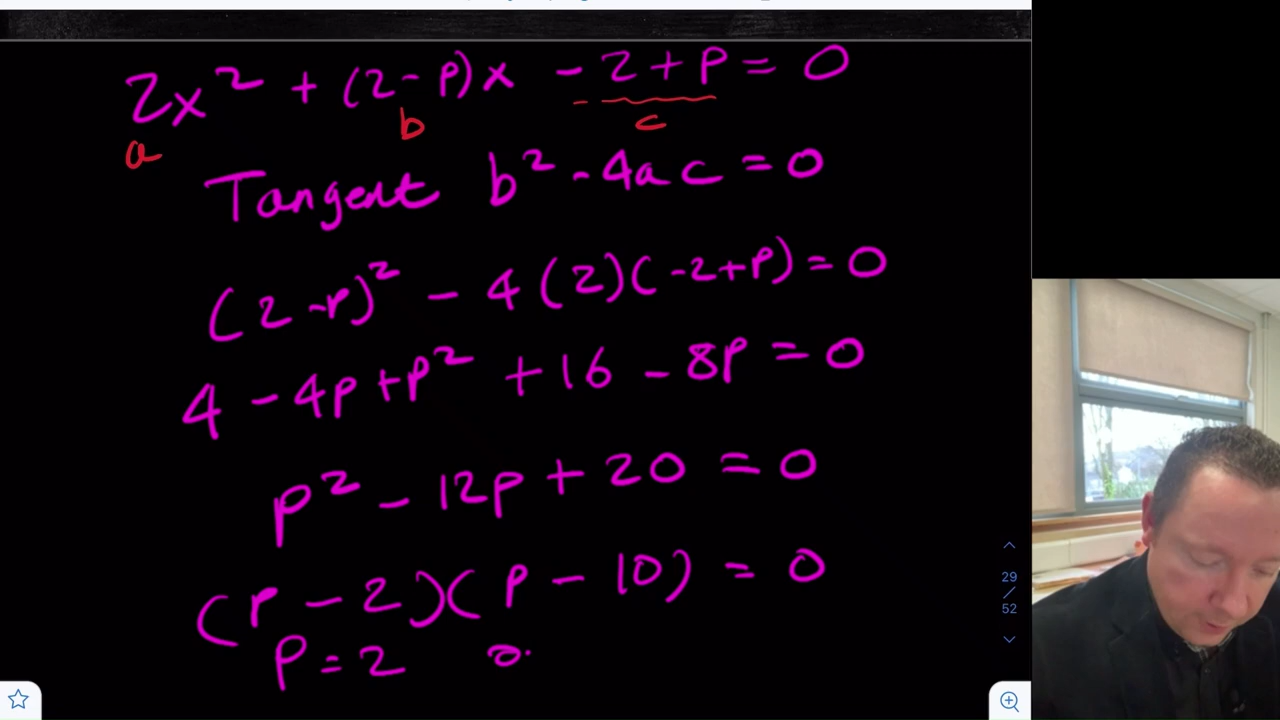 2x² + (2-p)x - 2 + p = 0
a b c
Tangent b² - 4ac = 0
(2-p)² - 4(2)(-2+p) = 0
4 - 4p + p² + 16 - 8p = 0
p² - 12p + 20 = 0
(p - 2)(p - 10) = 0
p = 2
29
/
52